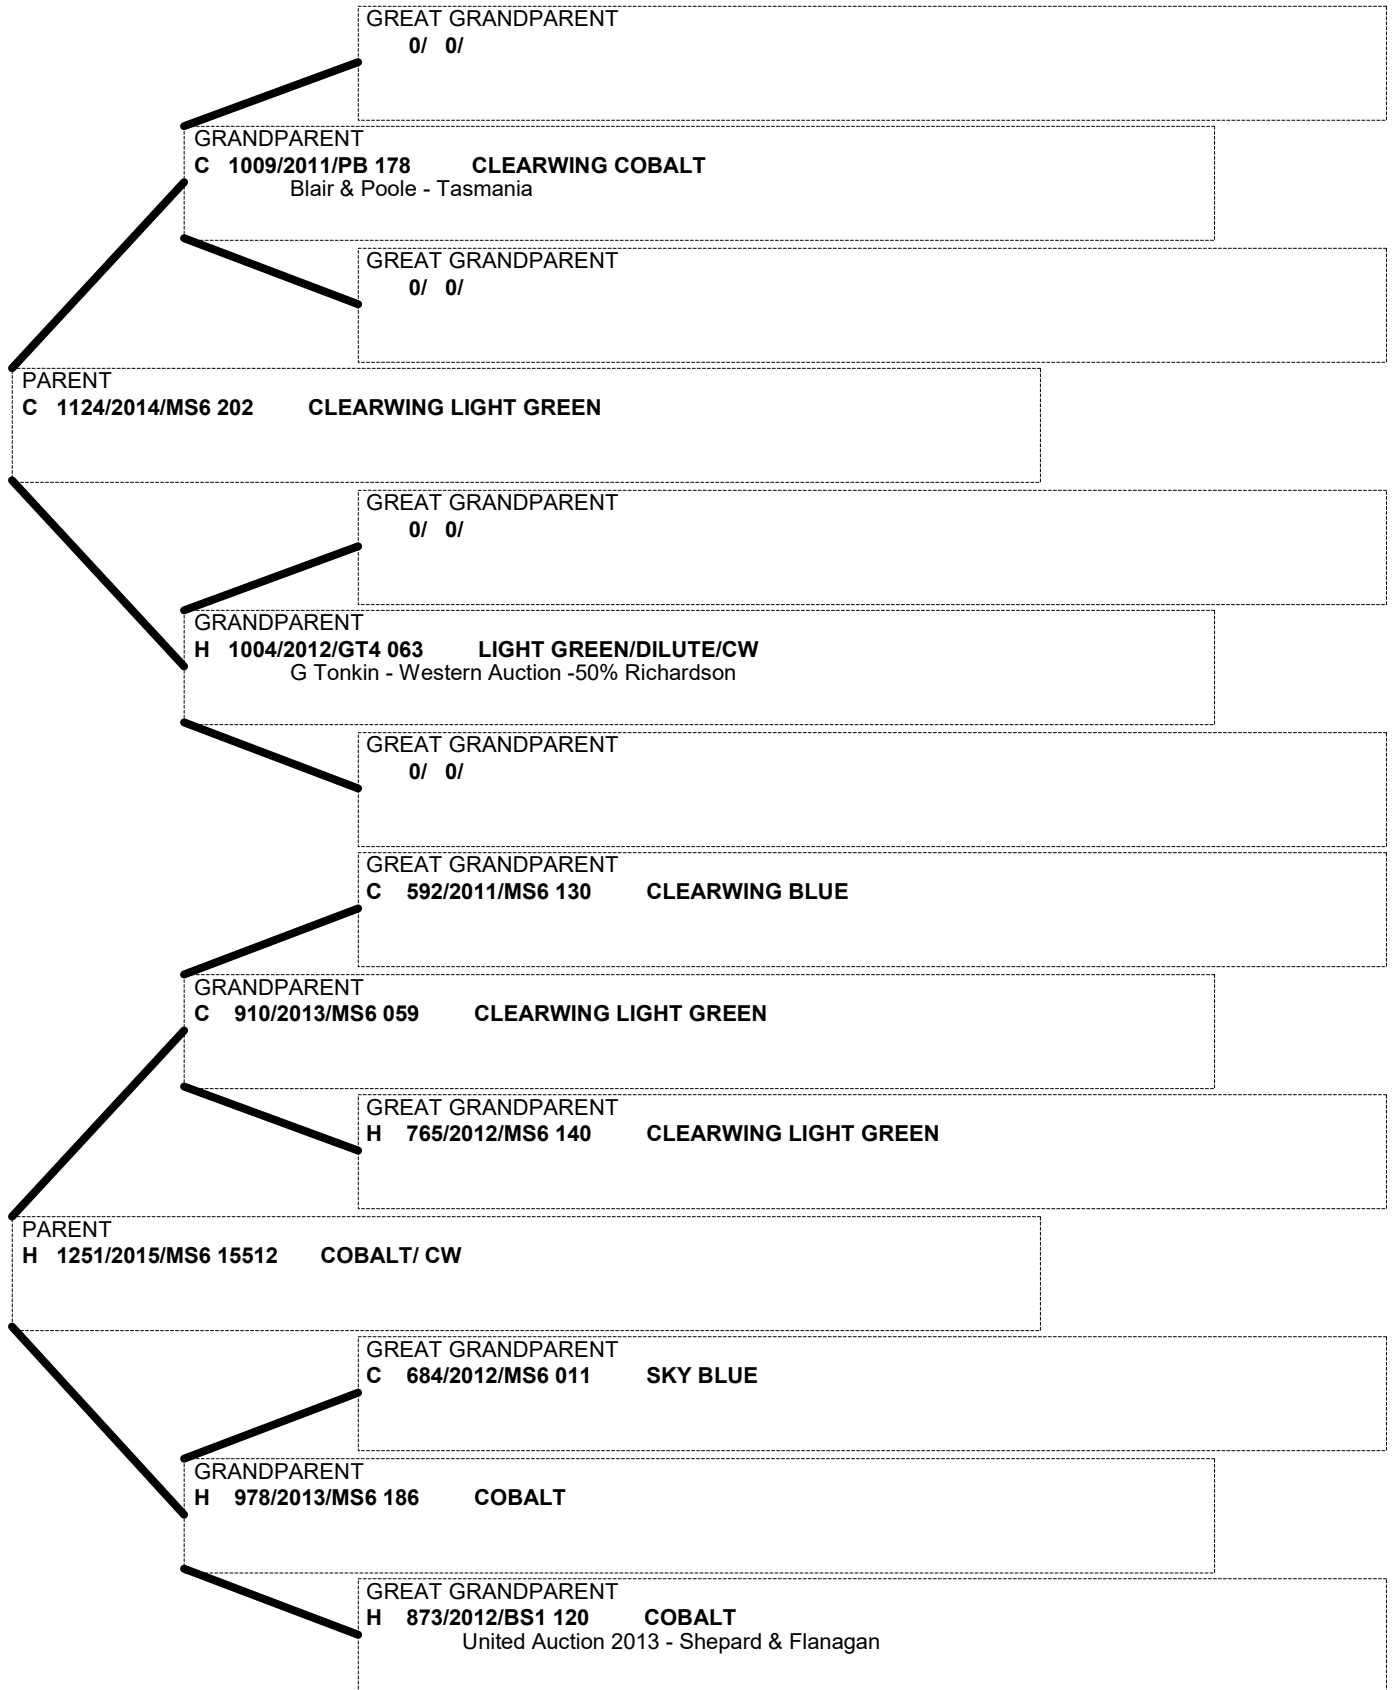 GREAT GRANDPARENT
0/ 0/
GRANDPARENT
C 1009/2011/PB 178 CLEARWING COBALT
Blair & Poole - Tasmania
GREAT GRANDPARENT
0/ 0/
PARENT
C 1124/2014/MS6 202 CLEARWING LIGHT GREEN
GREAT GRANDPARENT
0/ 0/
GRANDPARENT
H 1004/2012/GT4 063 LIGHT GREEN/DILUTE/CW
G Tonkin - Western Auction -50% Richardson
GREAT GRANDPARENT
0/ 0/
GREAT GRANDPARENT
C 592/2011/MS6 130 CLEARWING BLUE
GRANDPARENT
C 910/2013/MS6 059 CLEARWING LIGHT GREEN
GREAT GRANDPARENT
H 765/2012/MS6 140 CLEARWING LIGHT GREEN
PARENT
H 1251/2015/MS6 15512 COBALT/ CW
GREAT GRANDPARENT
C 684/2012/MS6 011 SKY BLUE
GRANDPARENT
H 978/2013/MS6 186 COBALT
GREAT GRANDPARENT
H 873/2012/BS1 120 COBALT
United Auction 2013 - Shepard & Flanagan